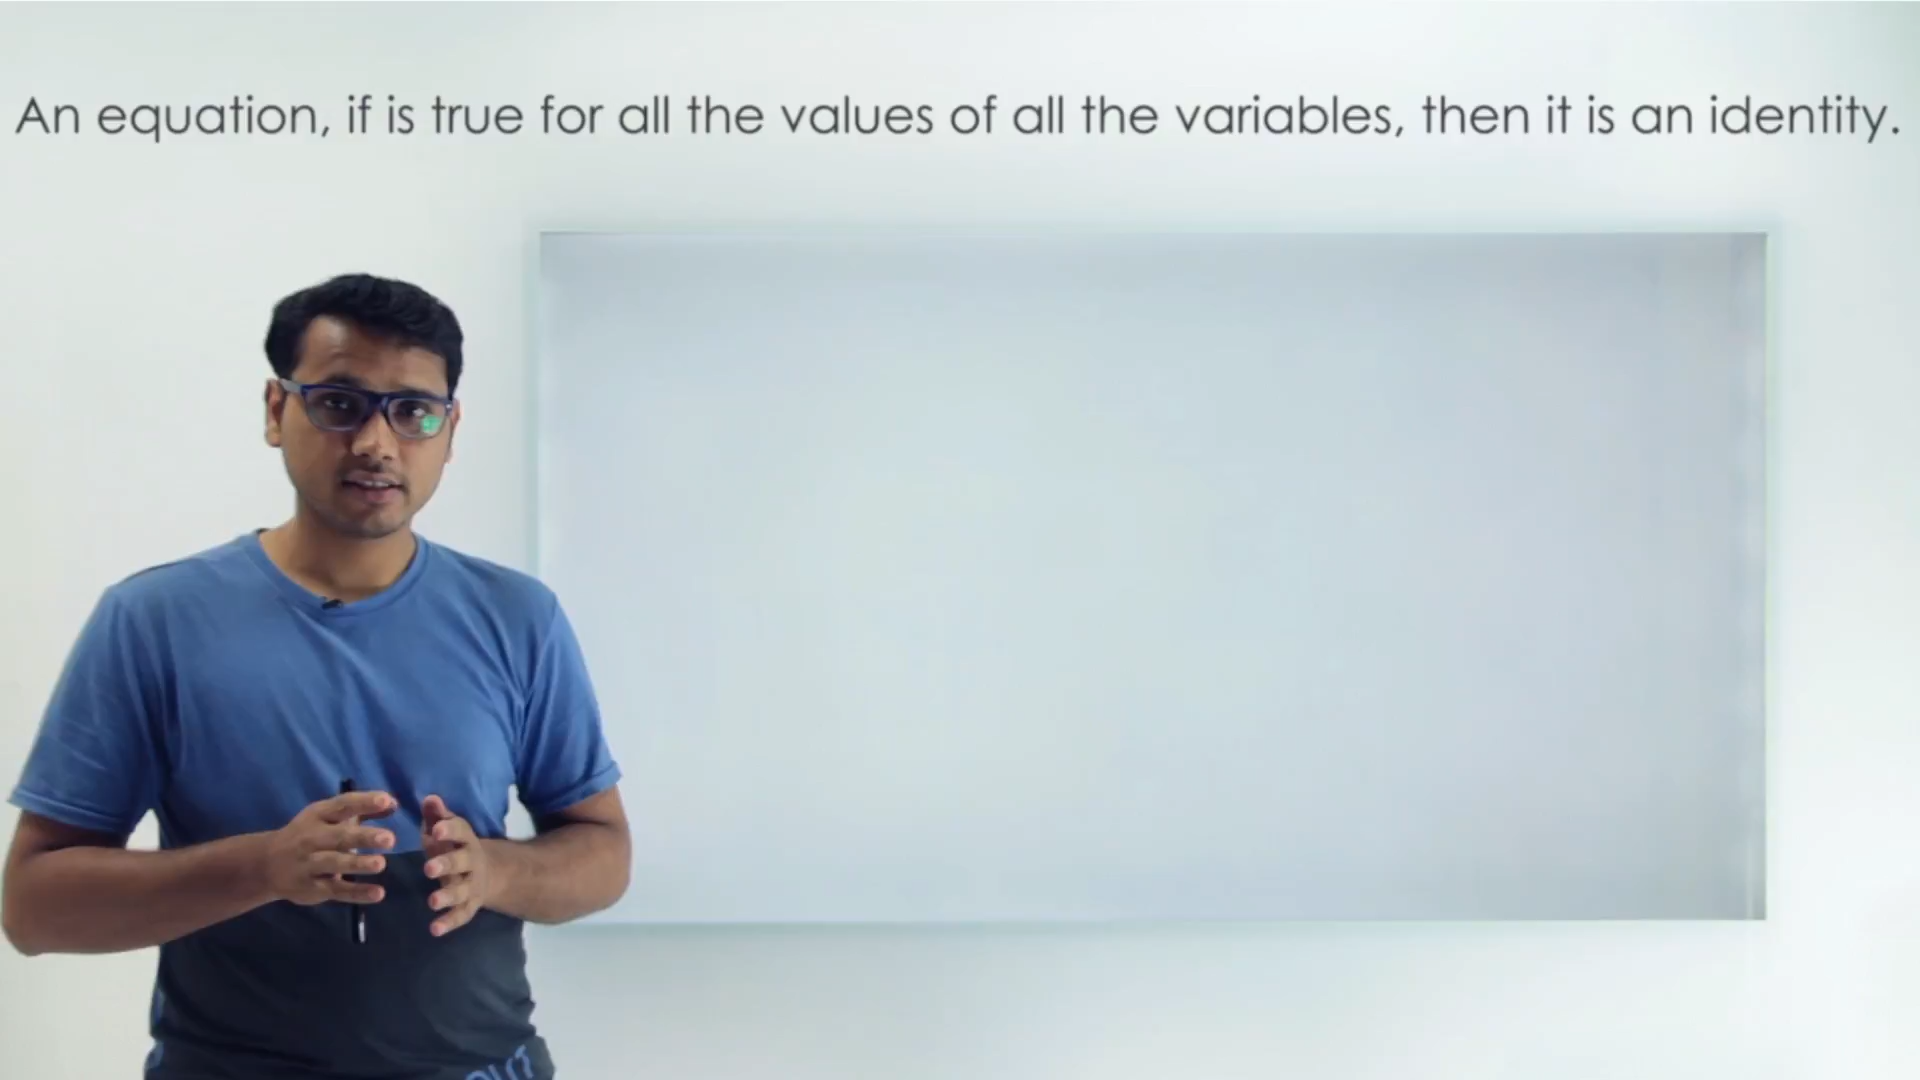 An equation, if is true for all the values of all the variables, then it is an identity.